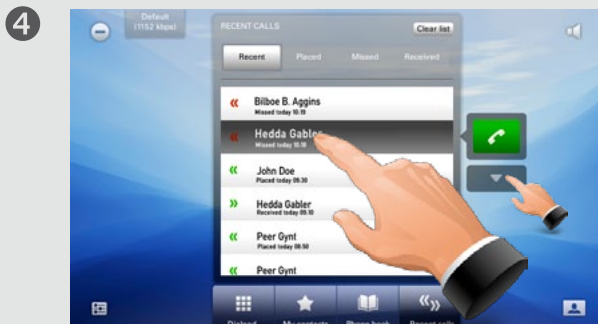 4
Default
(1152 kbps)
RECENT CALLS
Clear list
Recent Placed Missed Received
Bilboe B. Aggins
Missed today 10:19
Hedda Gabler
Missed today 10:18
John Doe
Placed today 09:30
Hedda Gabler
Received today 09:10
Peer Gynt
Placed today 08:50
Peer Gynt
Dialpad My contacts Phone book Recent calls